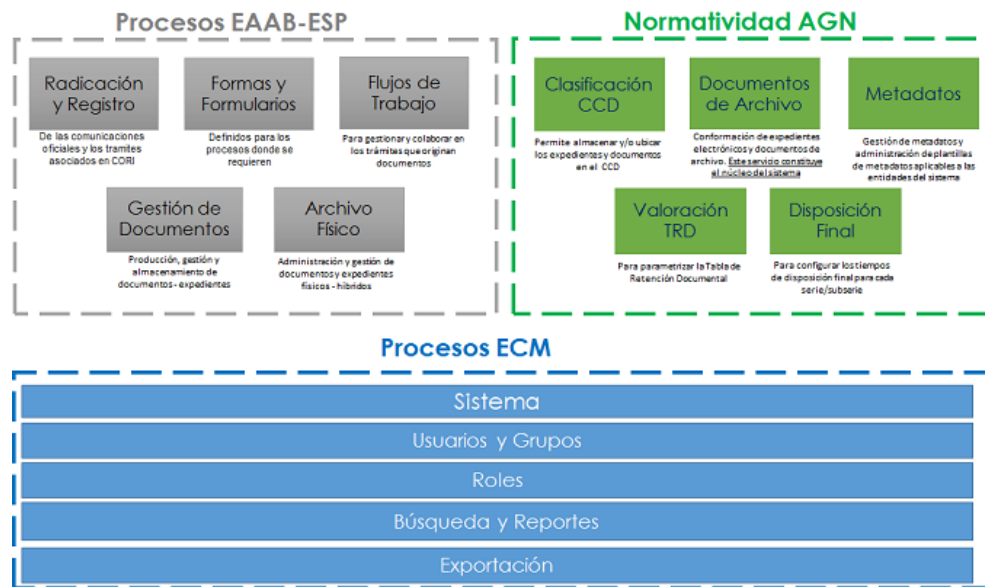 Procesos EAAB-ESP
Radicación
y Registro
De las comunicaciones
oficiales y los tramites
asociados en CORI
Formas y
Formularios
Definidos para los
procesos donde se
requieren
Flujos de
Trabajo
Para gestionar y colaborar en
los trámites que originan
documentos
Gestión de
Documentos
Producción, gestión y
almacenamiento de
documentos - expedientes
Archivo
Físico
Administración y gestión de
documentos y expedientes
físicos - híbridos
Normatividad AGN
Clasificación
CCD
Permite almacenar y/o ubicar
los expedientes y documentos
en el CCD
Documentos
de Archivo
Conformación de expedientes
electrónicos y documentos de
archivo. Este servicio constituye
el núcleo del sistema
Metadatos
Gestión de metadatos y
administración de plantillas
de metadatos aplicables a las
entidades del sistema
Valoración
TRD
Para parametrizar la Tabla de
Retención Documental
Disposición
Final
Para configurar los tiempos
de disposición final para cada
serie/subserie
Procesos ECM
Sistema
Usuarios y Grupos
Roles
Búsqueda y Reportes
Exportación